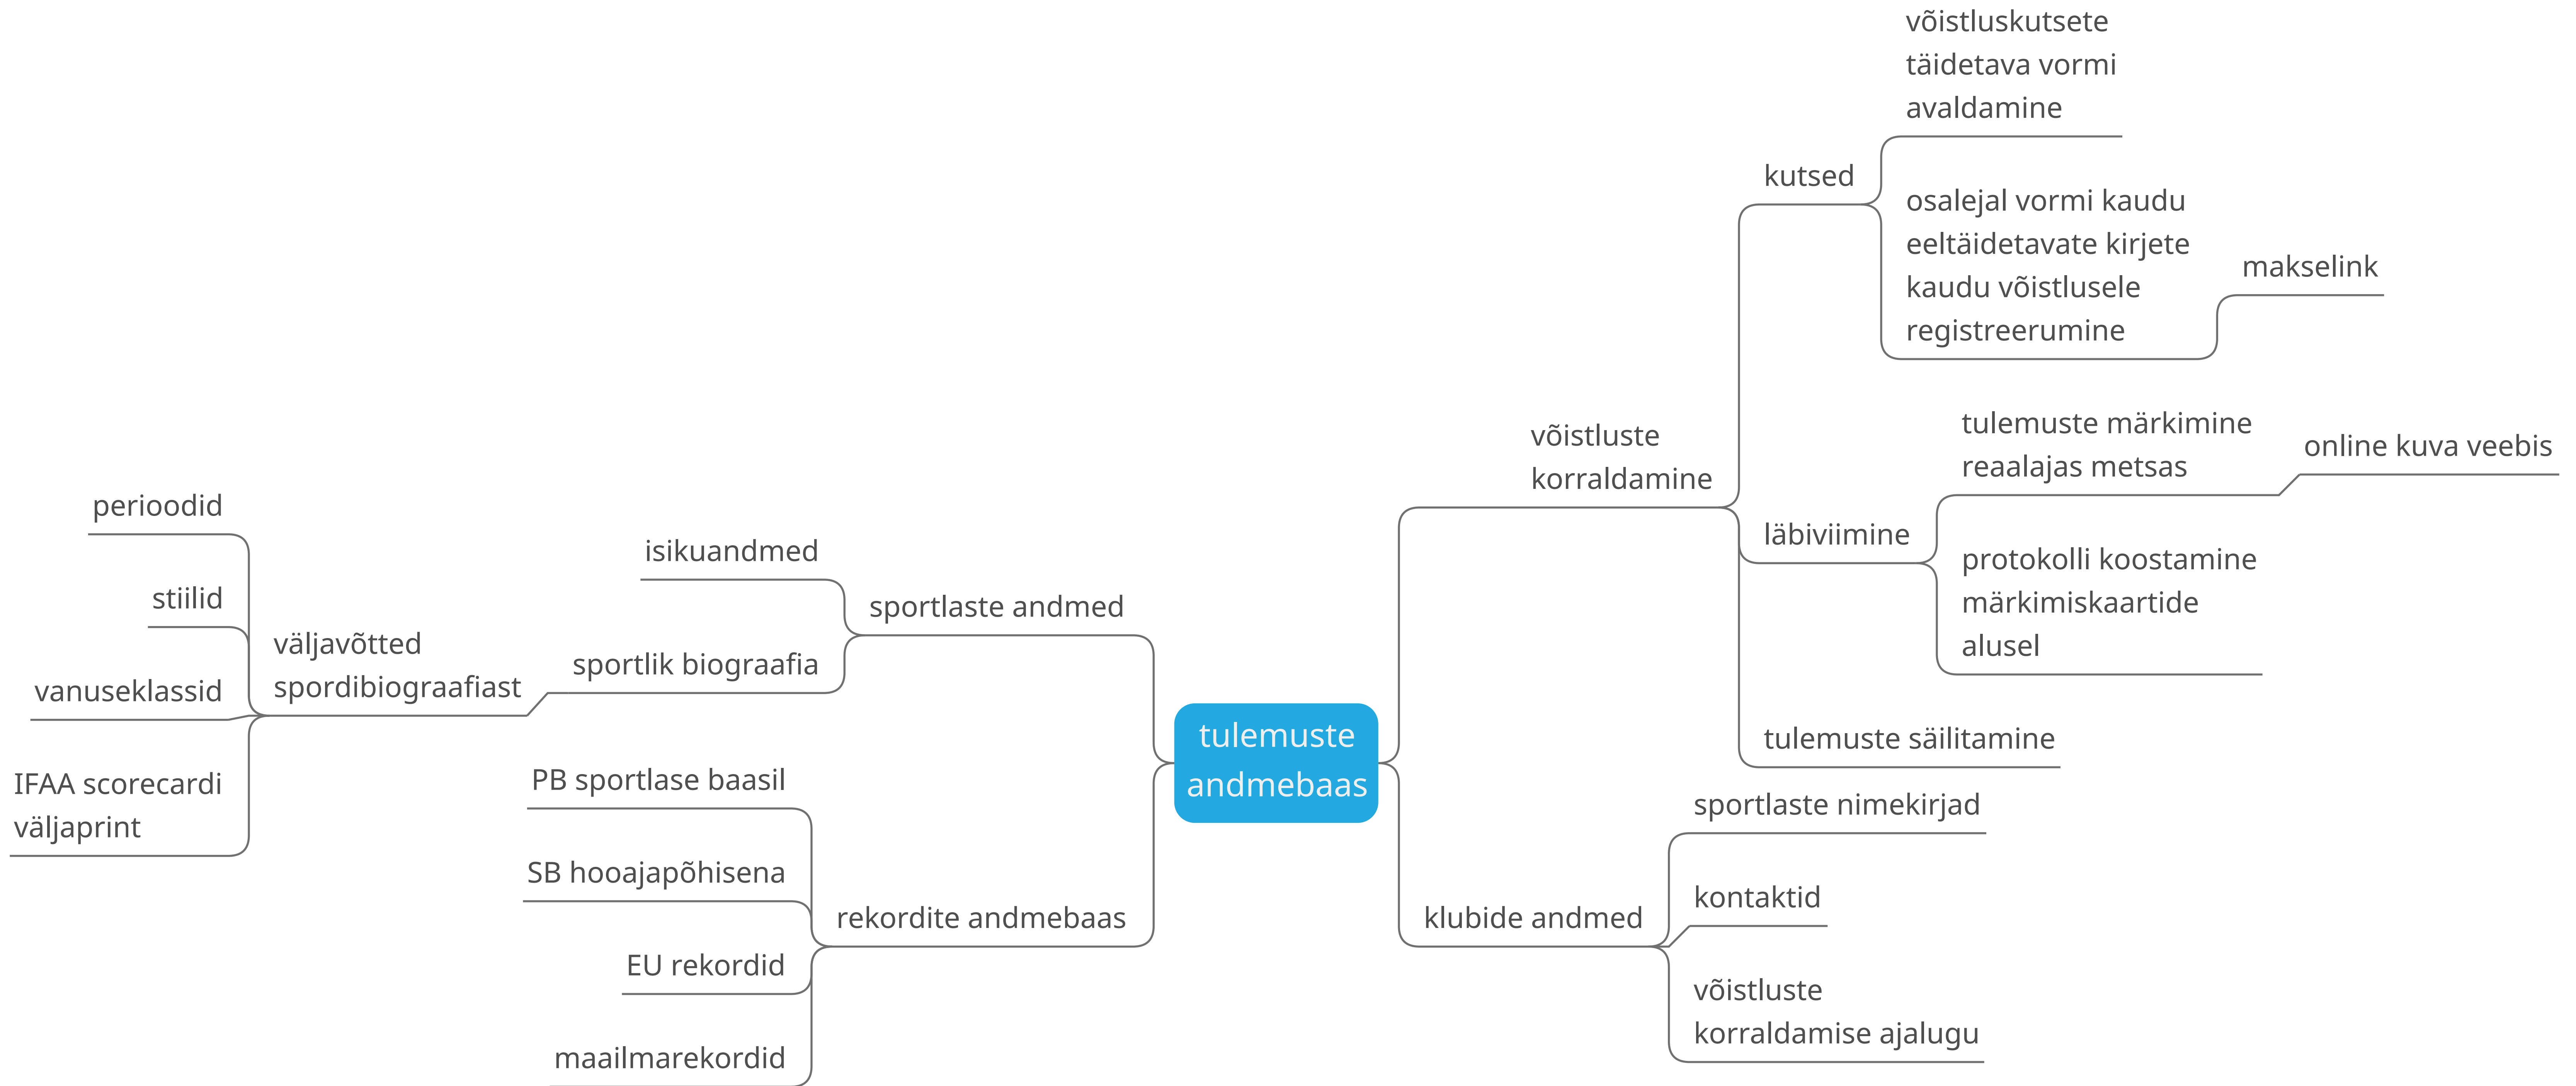 võistluskutsete
täidetava vormi
avaldamine
kutsed
osalejal vormi kaudu
eeltäidetavate kirjete
kaudu võistlusele
registreerumine
makselink
võistluste
korraldamine
tulemuste märkimine
reaalajas metsas
online kuva veebis
läbiviimine
protokolli koostamine
märkimiskaartide
alusel
tulemuste säilitamine
perioodid
stiilid
vanuseklassid
IFAA scorecardi
väljaprint
väljavõtted
spordibiograafiast
isikuandmed
sportlik biograafia
sportlaste andmed
tulemuste
andmebaas
PB sportlase baasil
SB hooajapõhisena
EU rekordid
maailmarekordid
rekordite andmebaas
klubide andmed
sportlaste nimekirjad
kontaktid
võistluste
korraldamise ajalugu